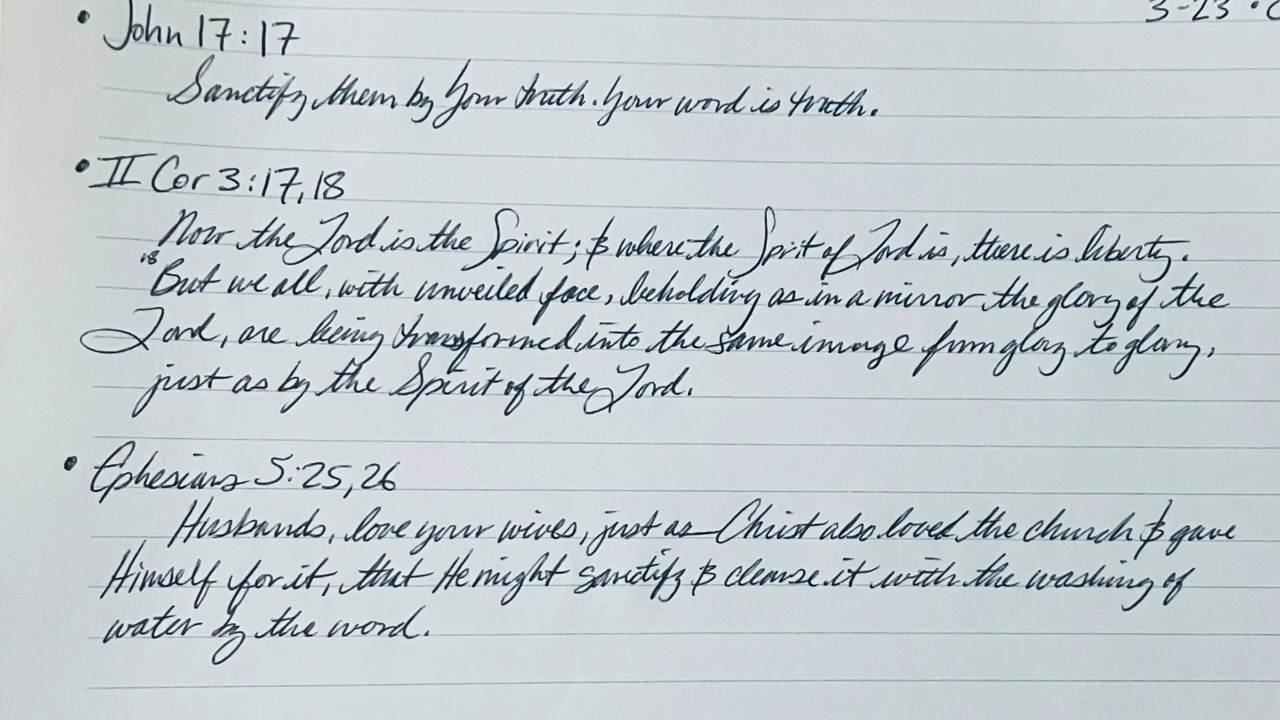 3-23 •
• John 17:17
Sanctify them by Your truth. Your word is truth.
• II Cor 3:17,18
Now the Lord is the Spirit; & where the Spirit of Lord is, there is liberty.
18 But we all, with unveiled face, beholding as in a mirror the glory of the
Lord, are being transformed into the same image from glory to glory,
just as by the Spirit of the Lord.
• Ephesians 5:25,26
Husbands, love your wives, just as Christ also loved the church & gave
Himself for it, that He might sanctify & cleanse it with the washing of
water by the word.